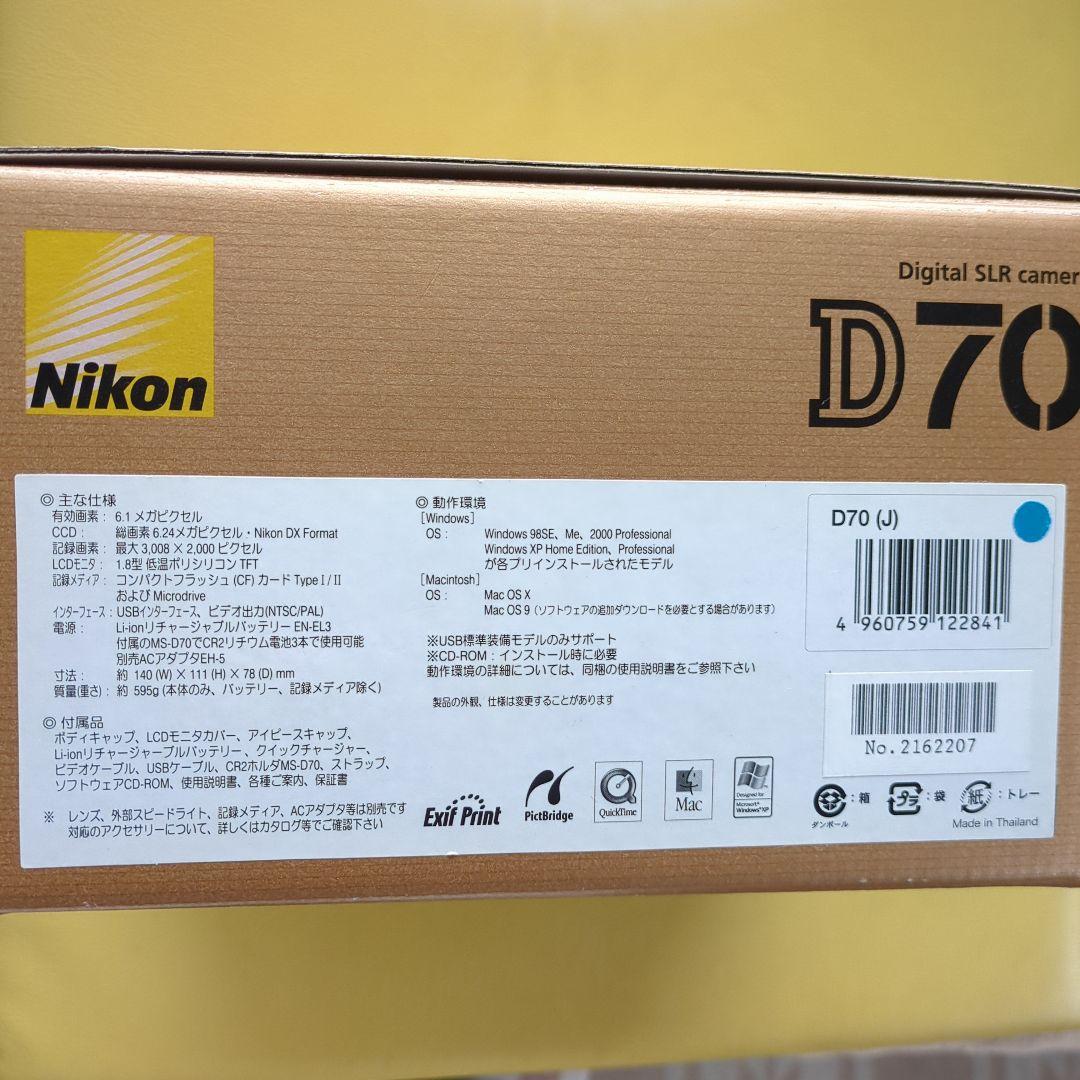 Nikon
Digital SLR camer
D70
◎ 主な仕様
有効画素： 6.1 メガピクセル
CCD： 総画素 6.24メガピクセル・Nikon DX Format
記録画素： 最大 3,008 × 2,000 ピクセル
LCDモニタ： 1.8型 低温ポリシリコン TFT
記録メディア： コンパクトフラッシュ (CF) カード Type I / II
および Microdrive
インターフェース： USBインターフェース、ビデオ出力(NTSC/PAL)
電源： Li-ionリチャージャブルバッテリー EN-EL3
付属のMS-D70でCR2リチウム電池3本で使用可能
別売ACアダプタEH-5
寸法： 約 140 (W) × 111 (H) × 78 (D) mm
質量(重さ)： 約 595g (本体のみ、バッテリー、記録メディア除く)
◎ 付属品
ボディキャップ、LCDモニタカバー、アイピースキャップ、
Li-ionリチャージャーブルバッテリー、クイックチャージャー、
ビデオケーブル、USBケーブル、CR2ホルダMS-D70、ストラップ、
ソフトウェアCD-ROM、使用説明書、各種ご案内、保証書
※ レンズ、外部スピードライト、記録メディア、ACアダプタ等は別売です
対応のアクセサリーについて、詳しくはカタログ等でご確認下さい
◎ 動作環境
[Windows]
OS： Windows 98SE、Me、2000 Professional
Windows XP Home Edition、Professional
が各プリインストールされたモデル
[Macintosh]
OS： Mac OS X
Mac OS 9 (ソフトウェアの追加ダウンロードを必要とする場合があります)
※USB標準装備モデルのみサポート
※CD-ROM：インストール時に必要
動作環境の詳細については、同梱の使用説明書をご参照下さい
製品の外観、仕様は変更することがあります
Exif Print
PictBridge
QuickTime
Mac
Designed for
Microsoft®
Windows® XP
D70 (J)
4 960759 122841
No. 2162207
ダンボール ：箱
プラ ：袋
紙 ：トレー
Made in Thailand